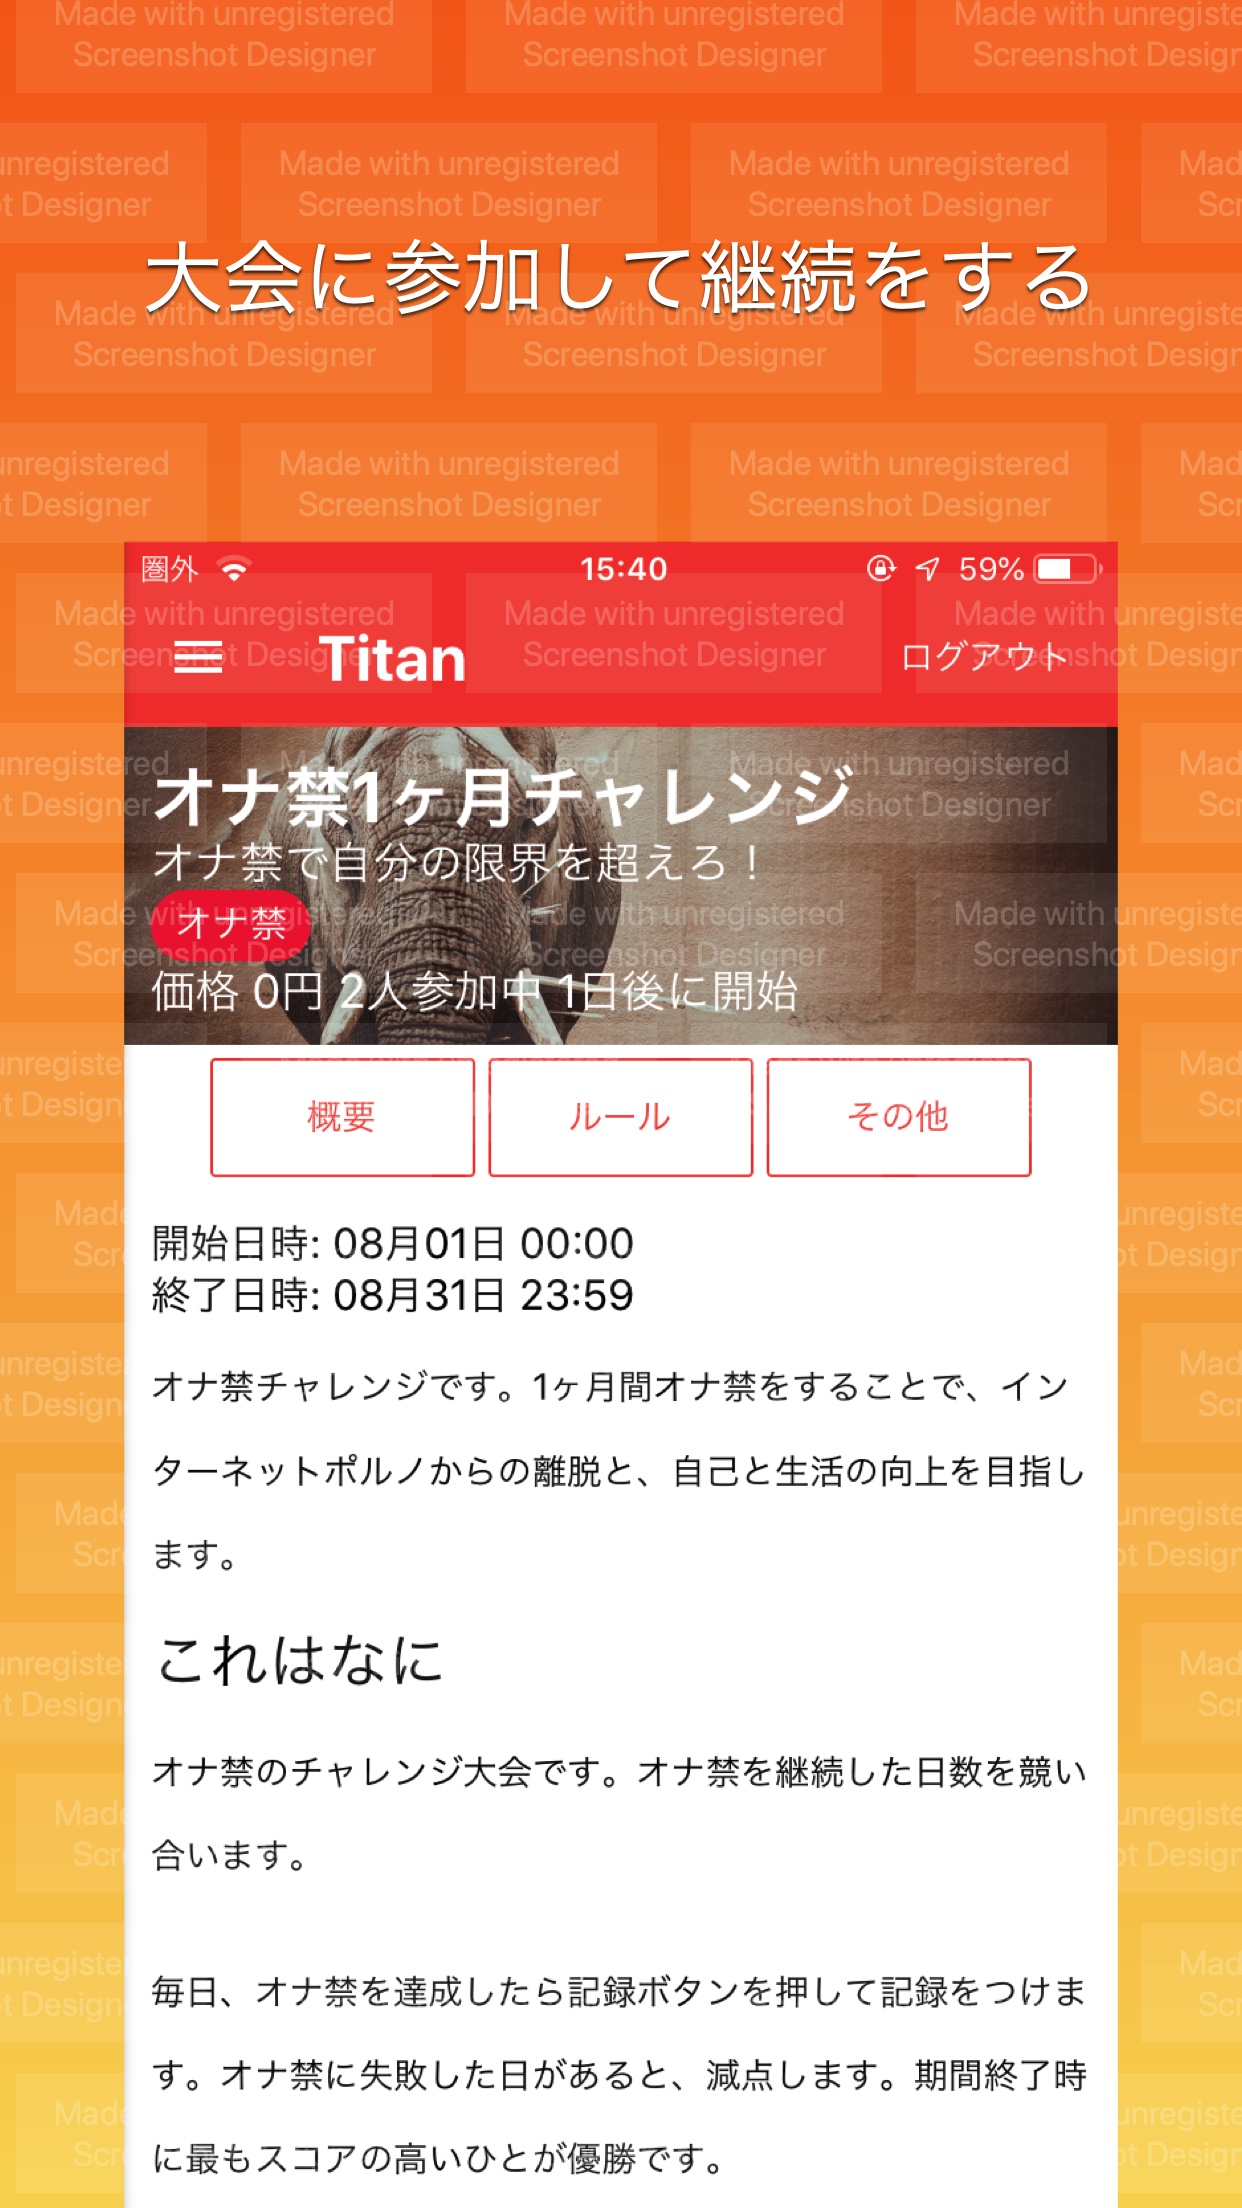 Made with unregistered
Screenshot Designer
大会に参加して継続をする
圏外 15:40 59%
Titan ログアウト
オナ禁1ヶ月チャレンジ
オナ禁で自分の限界を超えろ！
オナ禁
価格 0円 2人参加中 1日後に開始
概要 ルール その他
開始日時: 08月01日 00:00
終了日時: 08月31日 23:59
オナ禁チャレンジです。1ヶ月間オナ禁をすることで、イン
ターネットポルノからの離脱と、自己と生活の向上を目指し
ます。
これはなに
オナ禁のチャレンジ大会です。オナ禁を継続した日数を競い
合います。
毎日、オナ禁を達成したら記録ボタンを押して記録をつけま
す。オナ禁に失敗した日があると、減点します。期間終了時
に最もスコアの高いひとが優勝です。